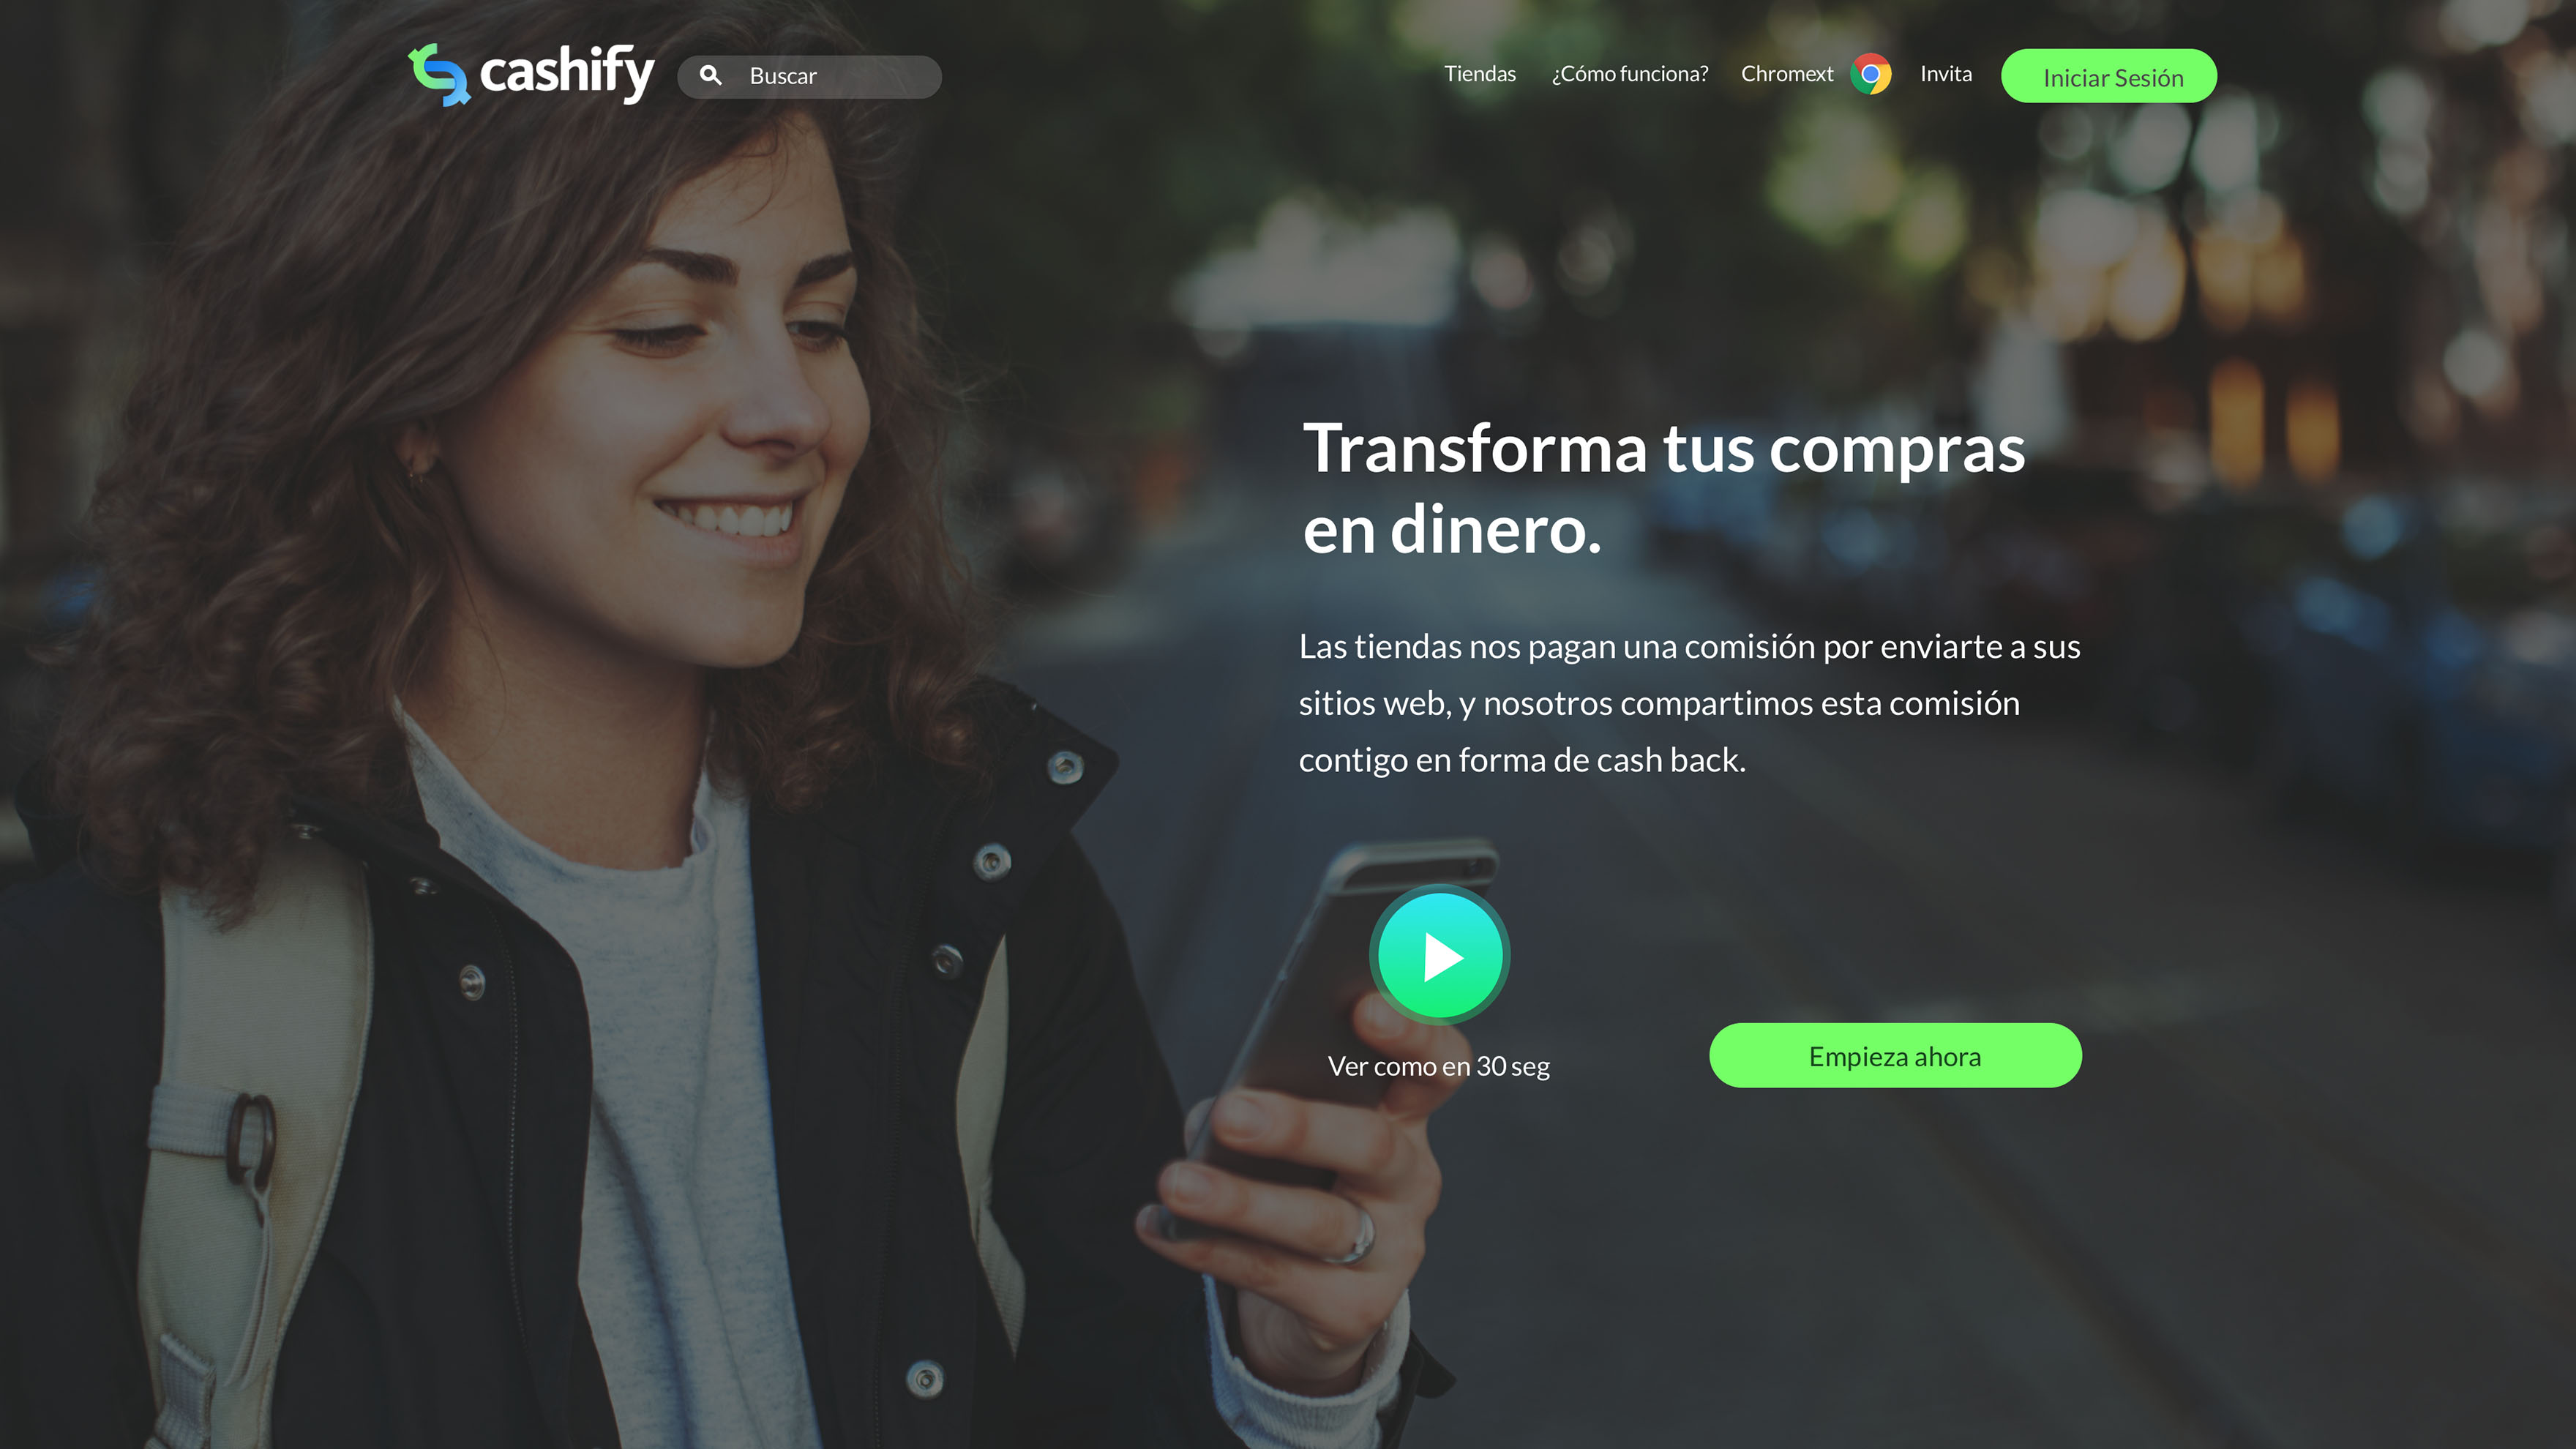 cashify
Buscar
Tiendas
¿Cómo funciona?
Chromext
Invita
Iniciar Sesión
Transforma tus compras
en dinero.
Las tiendas nos pagan una comisión por enviarte a sus
sitios web, y nosotros compartimos esta comisión
contigo en forma de cash back.
Ver como en 30 seg
Empieza ahora